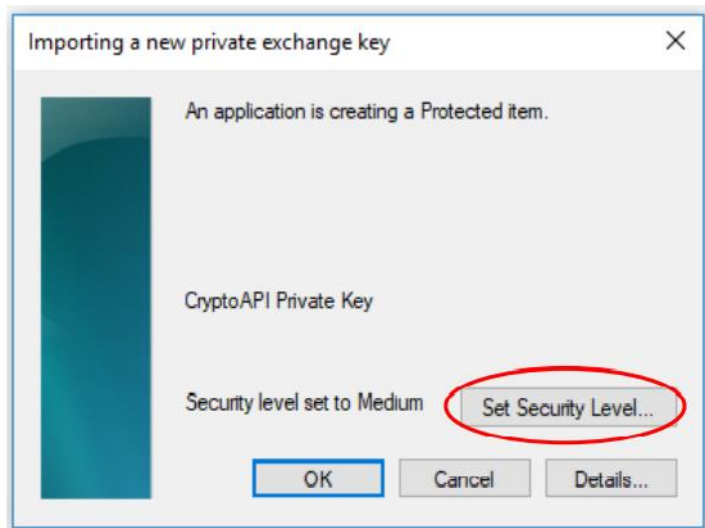 Importing a new private exchange key
An application is creating a Protected item.
CryptoAPI Private Key
Security level set to Medium
Set Security Level...
OK
Cancel
Details...